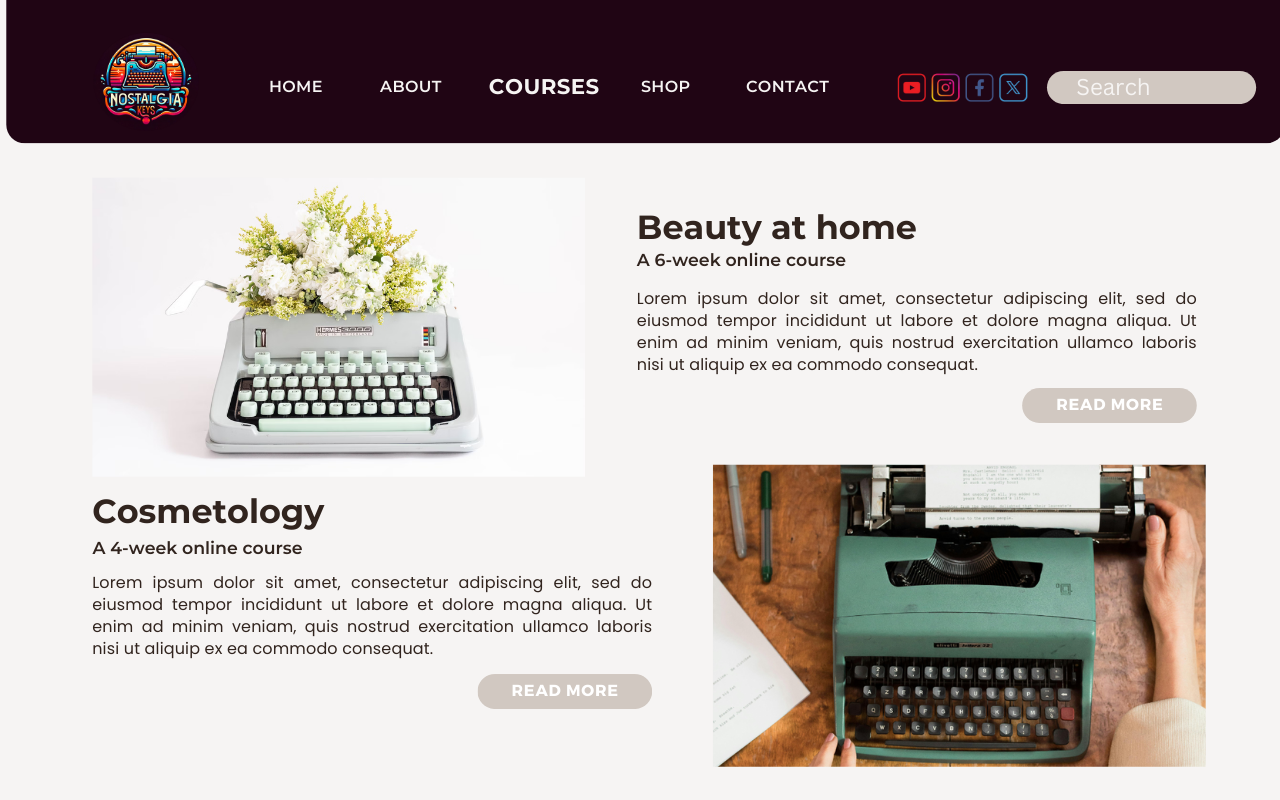 NOSTALGIA
KEYS
HOME
ABOUT
COURSES
SHOP
CONTACT
Search
HERMES
Beauty at home
A 6-week online course
Lorem ipsum dolor sit amet, consectetur adipiscing elit, sed do
eiusmod tempor incididunt ut labore et dolore magna aliqua. Ut
enim ad minim veniam, quis nostrud exercitation ullamco laboris
nisi ut aliquip ex ea commodo consequat.
READ MORE
Cosmetology
A 4-week online course
Lorem ipsum dolor sit amet, consectetur adipiscing elit, sed do
eiusmod tempor incididunt ut labore et dolore magna aliqua. Ut
enim ad minim veniam, quis nostrud exercitation ullamco laboris
nisi ut aliquip ex ea commodo consequat.
READ MORE